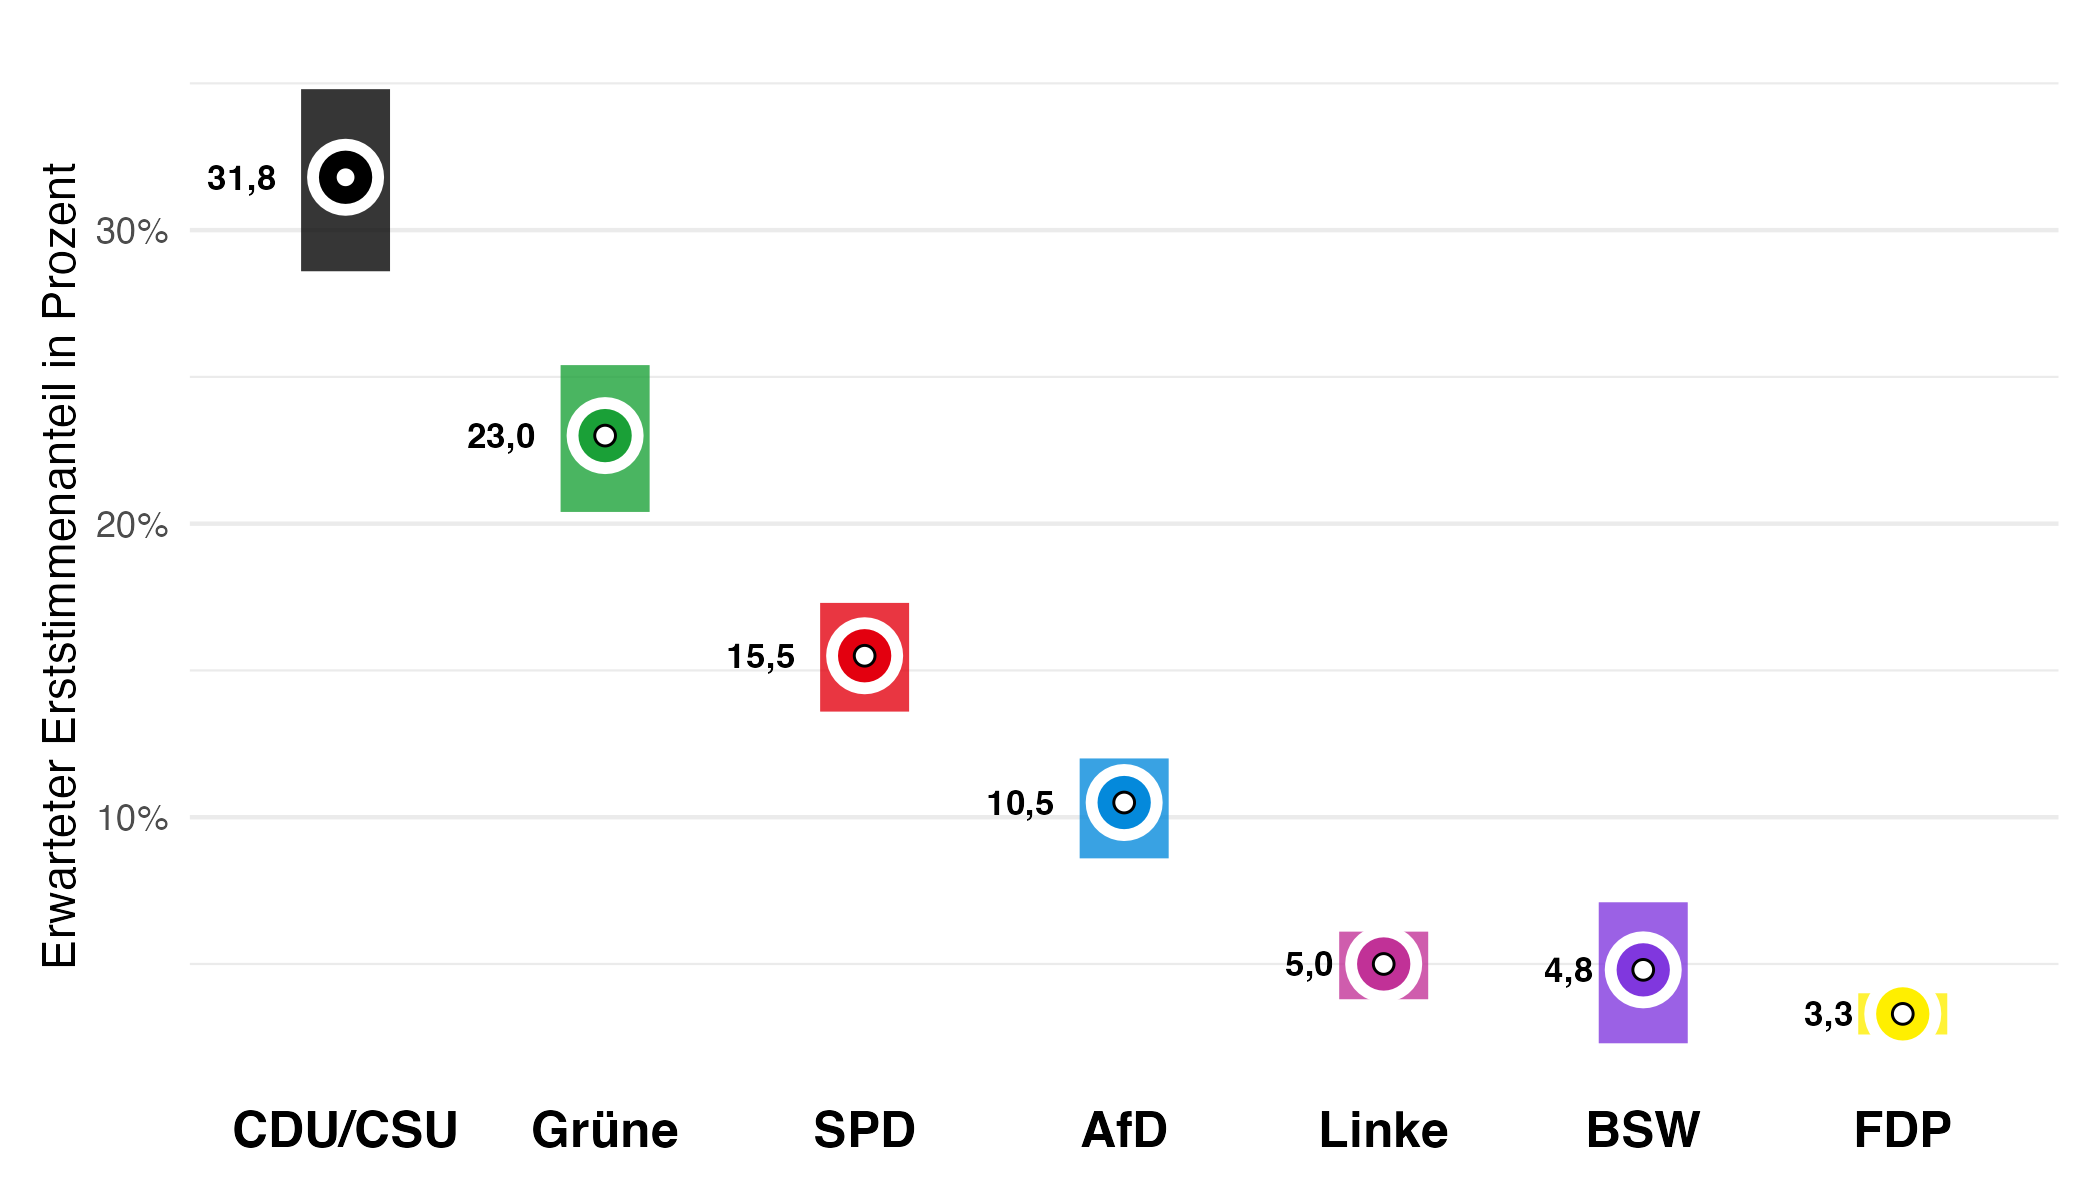 Erwarteter Erststimmenanteil in Prozent
30%
20%
10%
31,8
23,0
15,5
10,5
5,0
4,8
3,3
CDU/CSU
Grüne
SPD
AfD
Linke
BSW
FDP